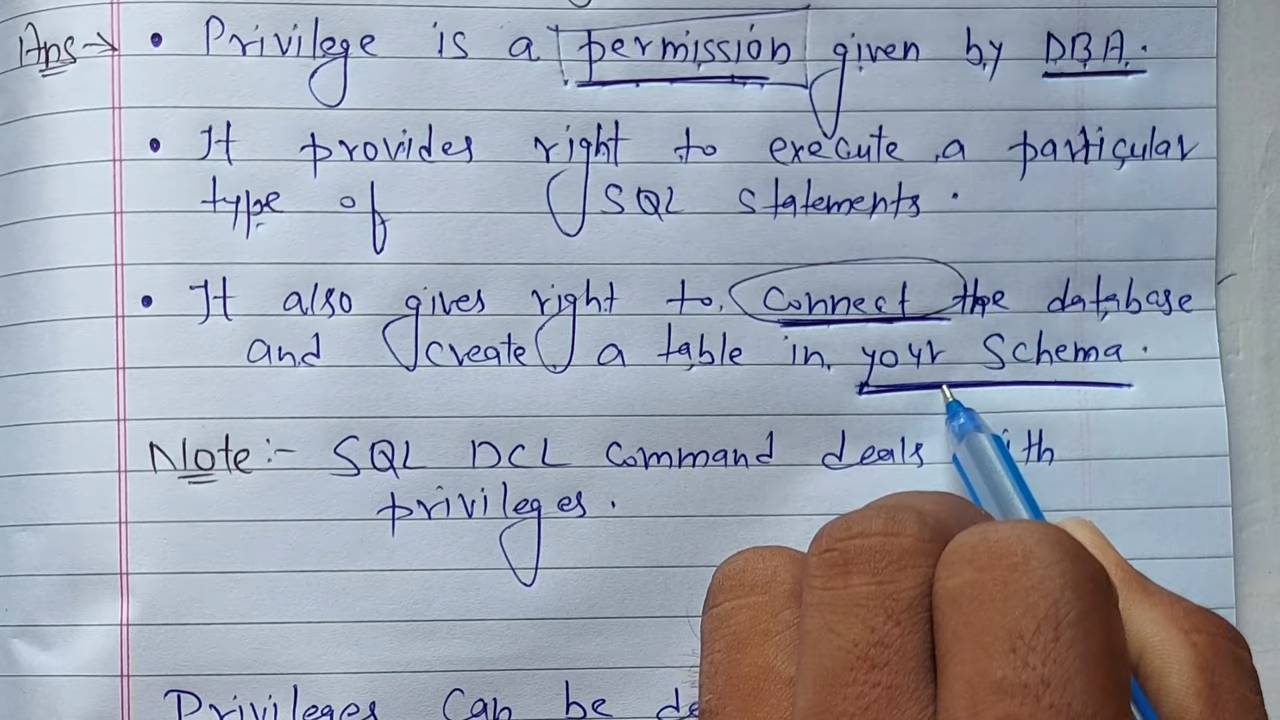 Ans → • Privilege is a permission given by DBA.
• It provides right to execute a particular
type of SQL statements.
• It also gives right to connect the database
and create a table in your schema.
Note:- SQL DCL command deals with
privileges.
Privileges can be